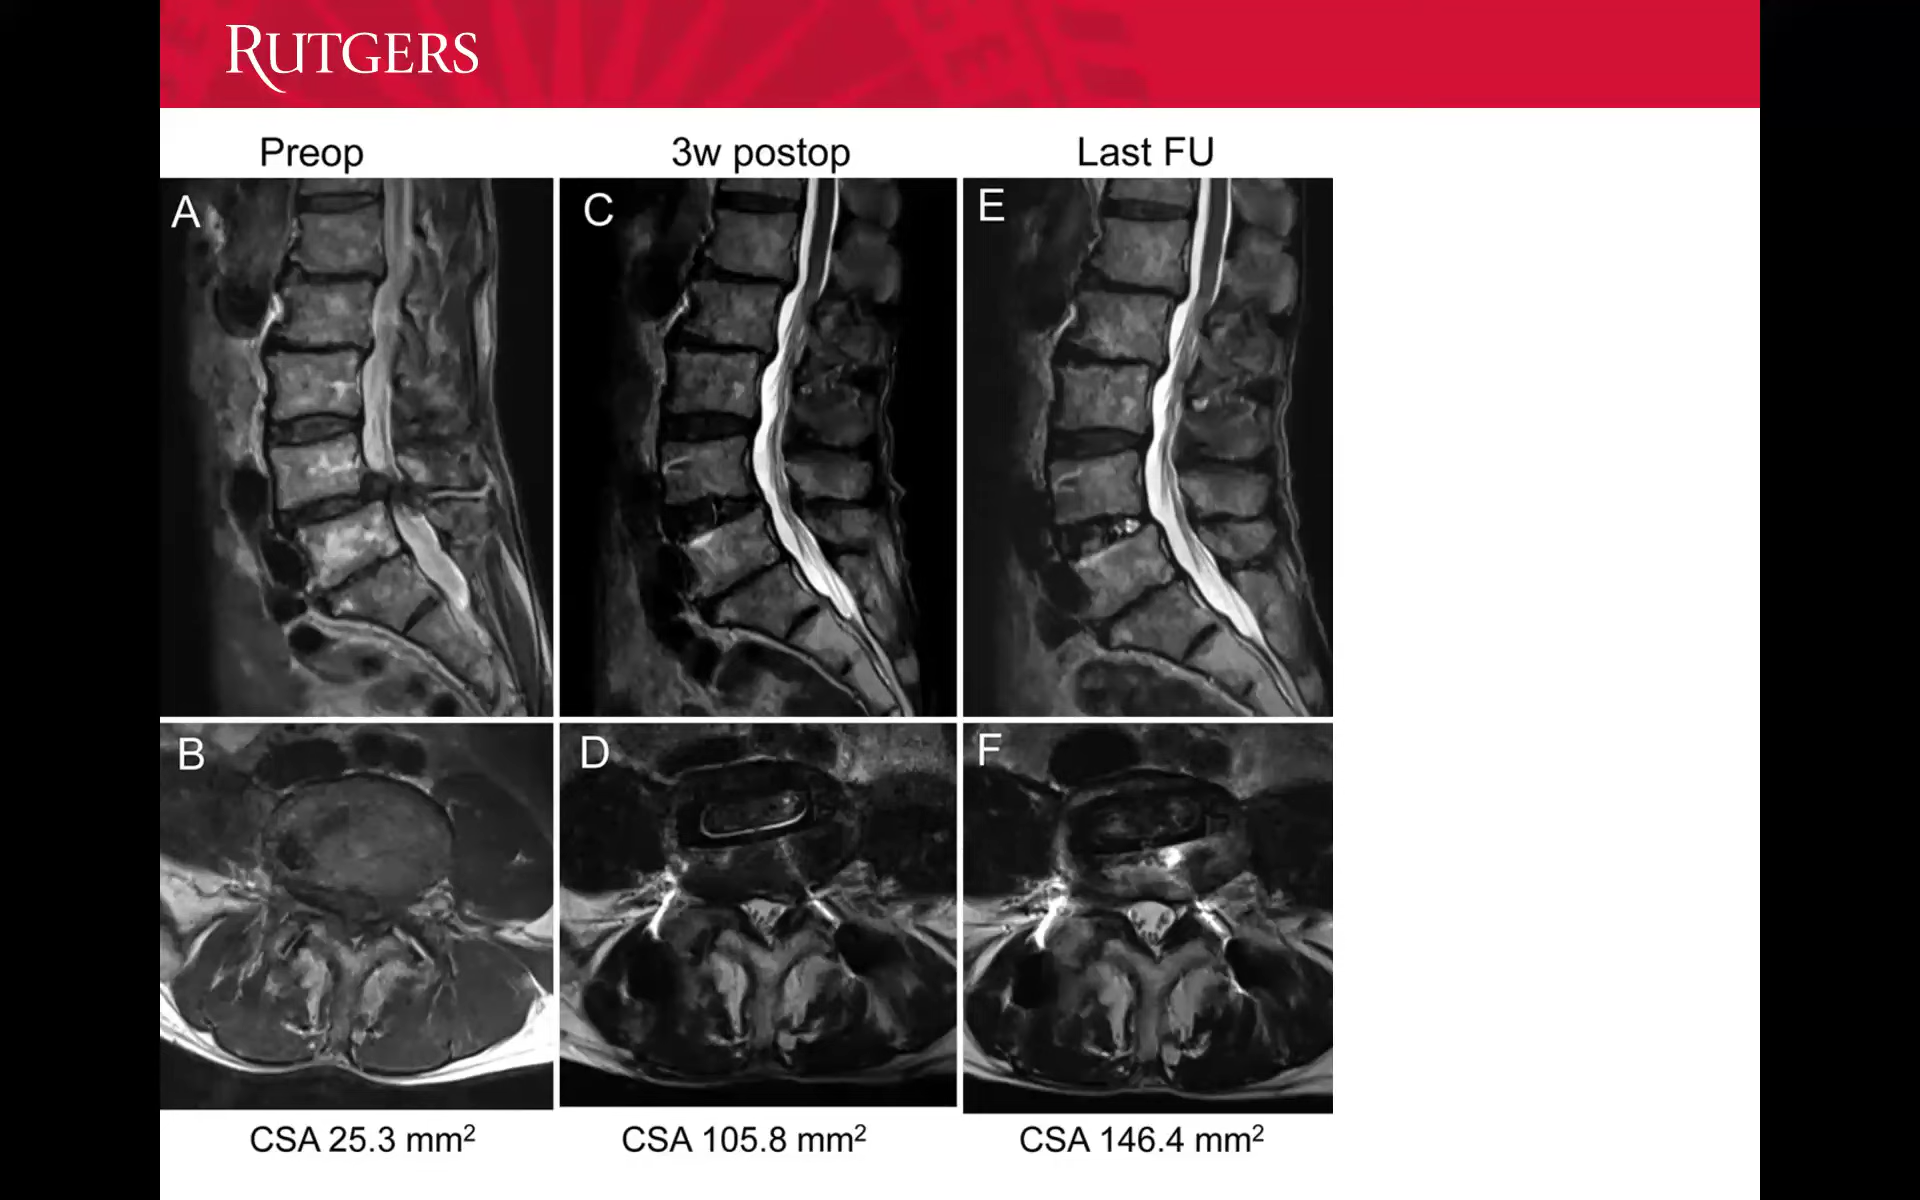 RUTGERS
Preop
3w postop
Last FU
A
C
E
B
D
F
CSA 25.3 mm²
CSA 105.8 mm²
CSA 146.4 mm²